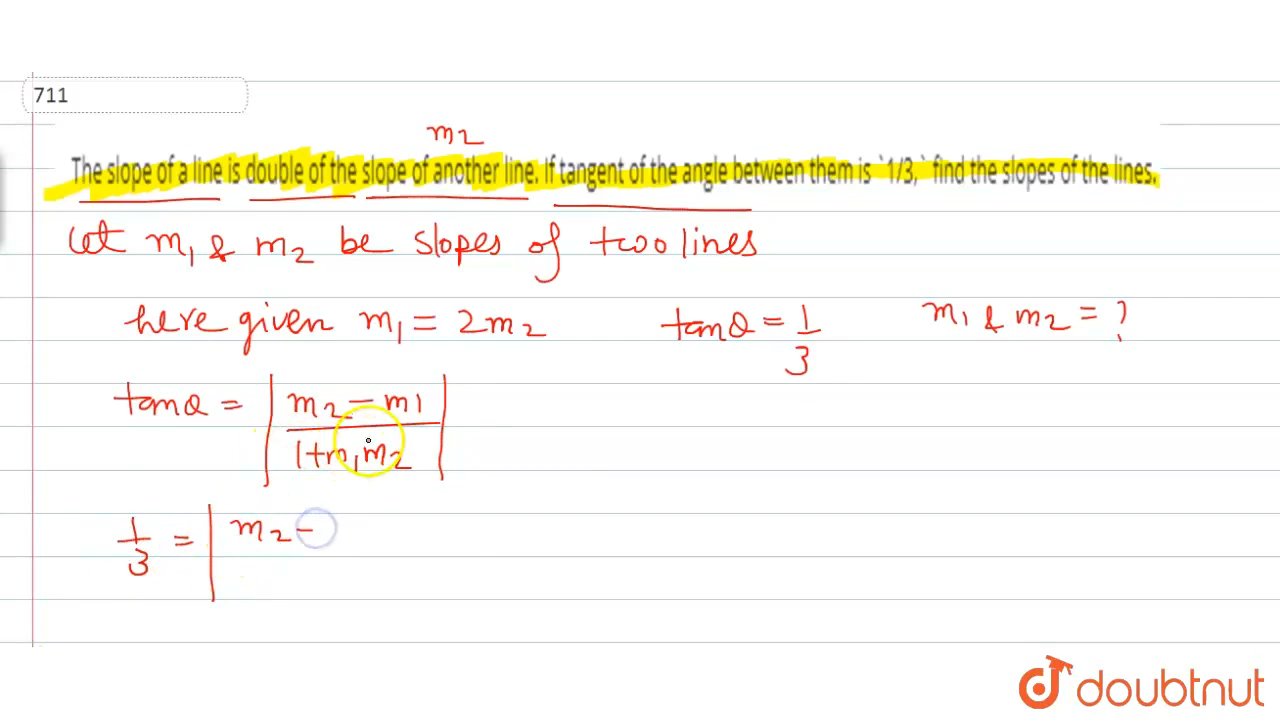 711
m2
The slope of a line is double of the slope of another line. If tangent of the angle between them is `1/3,` find the slopes of the lines.
Let m1 & m2 be slopes of two lines
here given m1 = 2m2 tanθ = 1/3 m1 & m2 = ?
tanθ = |m2 - m1 / 1+m1m2|
1/3 = | m2 -
doubtnut